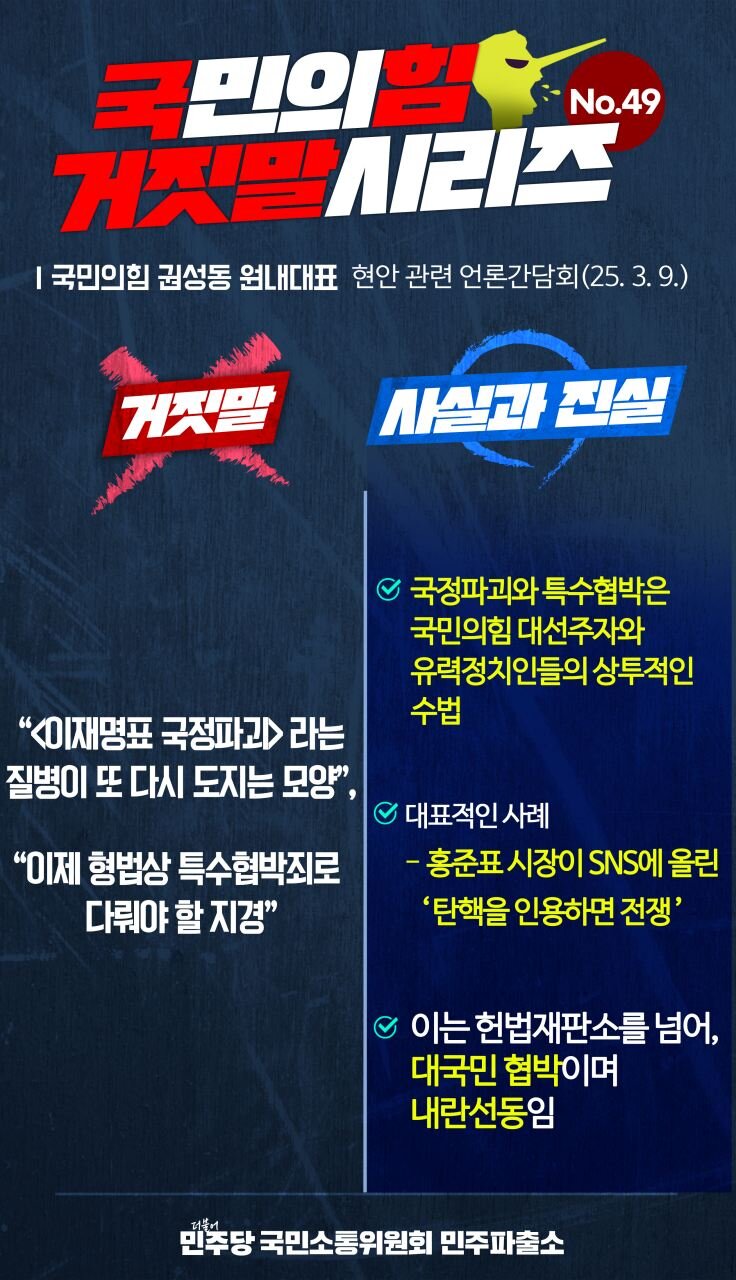 국민의힘
No.49
거짓말시리즈
국민의힘 권성동 원내대표 현안 관련 언론간담회(25. 3. 9.)
거짓말
“<이재명표 국정파괴> 라는
질병이 또 다시 도지는 모양”,
“이제 형법상 특수협박죄로
다뤄야 할 지경”
사실과 진실
국정파괴와 특수협박은
국민의힘 대선주자와
유력정치인들의 상투적인
수법
대표적인 사례
- 홍준표 시장이 SNS에 올린
‘탄핵을 인용하면 전쟁’
이는 헌법재판소를 넘어,
대국민 협박이며
내란선동임
더불어
민주당 국민소통위원회 민주파출소